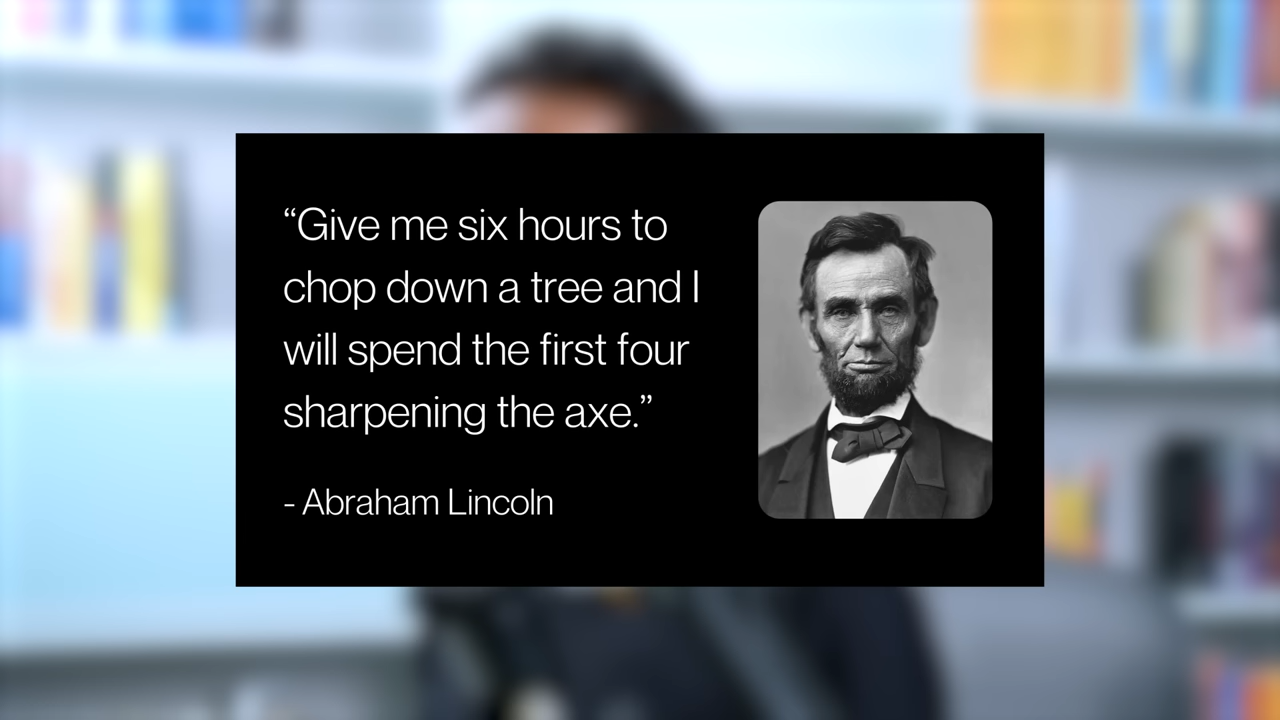 “Give me six hours to
chop down a tree and I
will spend the first four
sharpening the axe.”
- Abraham Lincoln